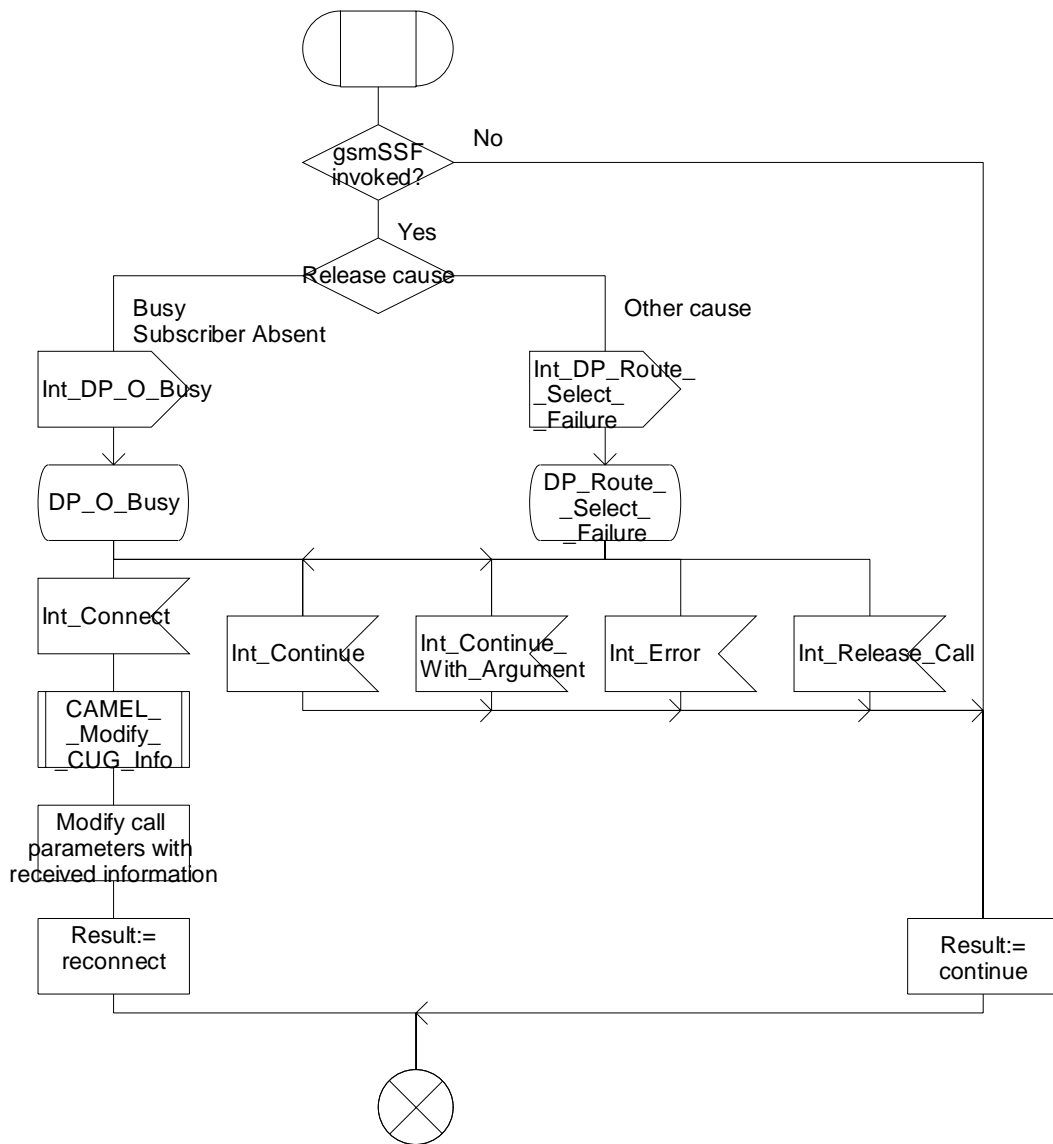 gsmSSF
invoked?
No
Yes
Release cause
Busy
Subscriber Absent
Other cause
Int_DP_O_Busy
Int_DP_Route_
_Select_
_Failure
DP_O_Busy
DP_Route_
_Select_
_Failure
Int_Connect
Int_Continue
Int_Continue_
With_Argument
Int_Error
Int_Release_Call
CAMEL_
_Modify_
_CUG_Info
Modify call
parameters with
received information
Result:=
reconnect
Result:=
continue